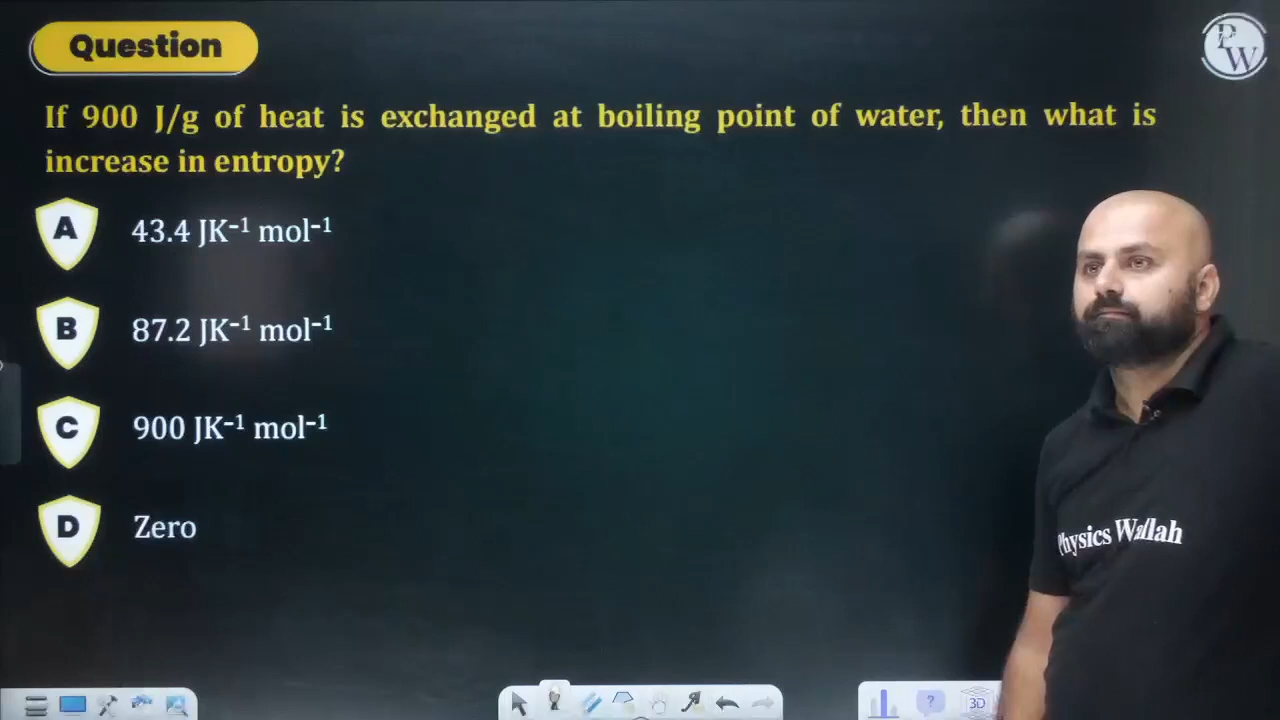 Question
PW
If 900 J/g of heat is exchanged at boiling point of water, then what is
increase in entropy?
A 43.4 JK⁻¹ mol⁻¹
B 87.2 JK⁻¹ mol⁻¹
C 900 JK⁻¹ mol⁻¹
D Zero
Physics Wallah
?
3D